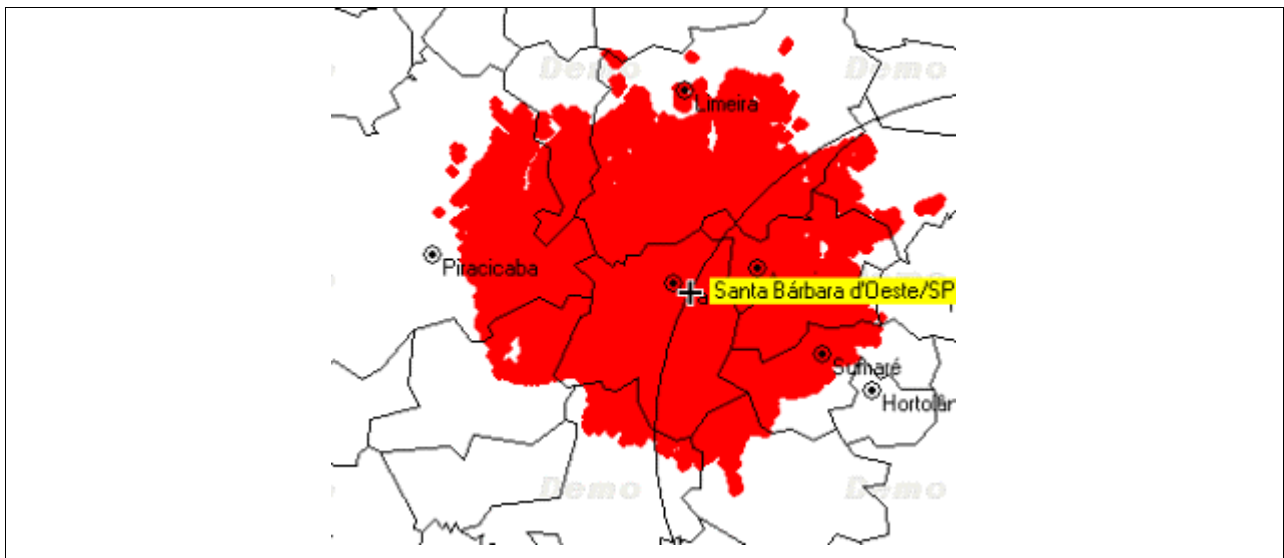 Demo
Demo
Limeira
Piracicaba
Santa Bárbara d'Oeste/SP
Sumaré
Hortolân
Demo
Demo